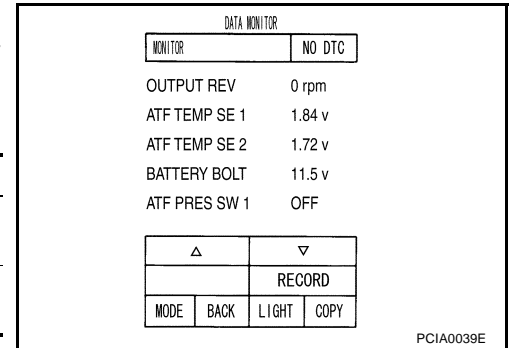 DATA MONITOR
MONITOR NO DTC
OUTPUT REV 0 rpm
ATF TEMP SE 1 1.84 v
ATF TEMP SE 2 1.72 v
BATTERY BOLT 11.5 v
ATF PRES SW 1 OFF
△ ▽
RECORD
MODE BACK LIGHT COPY
PCIA0039E